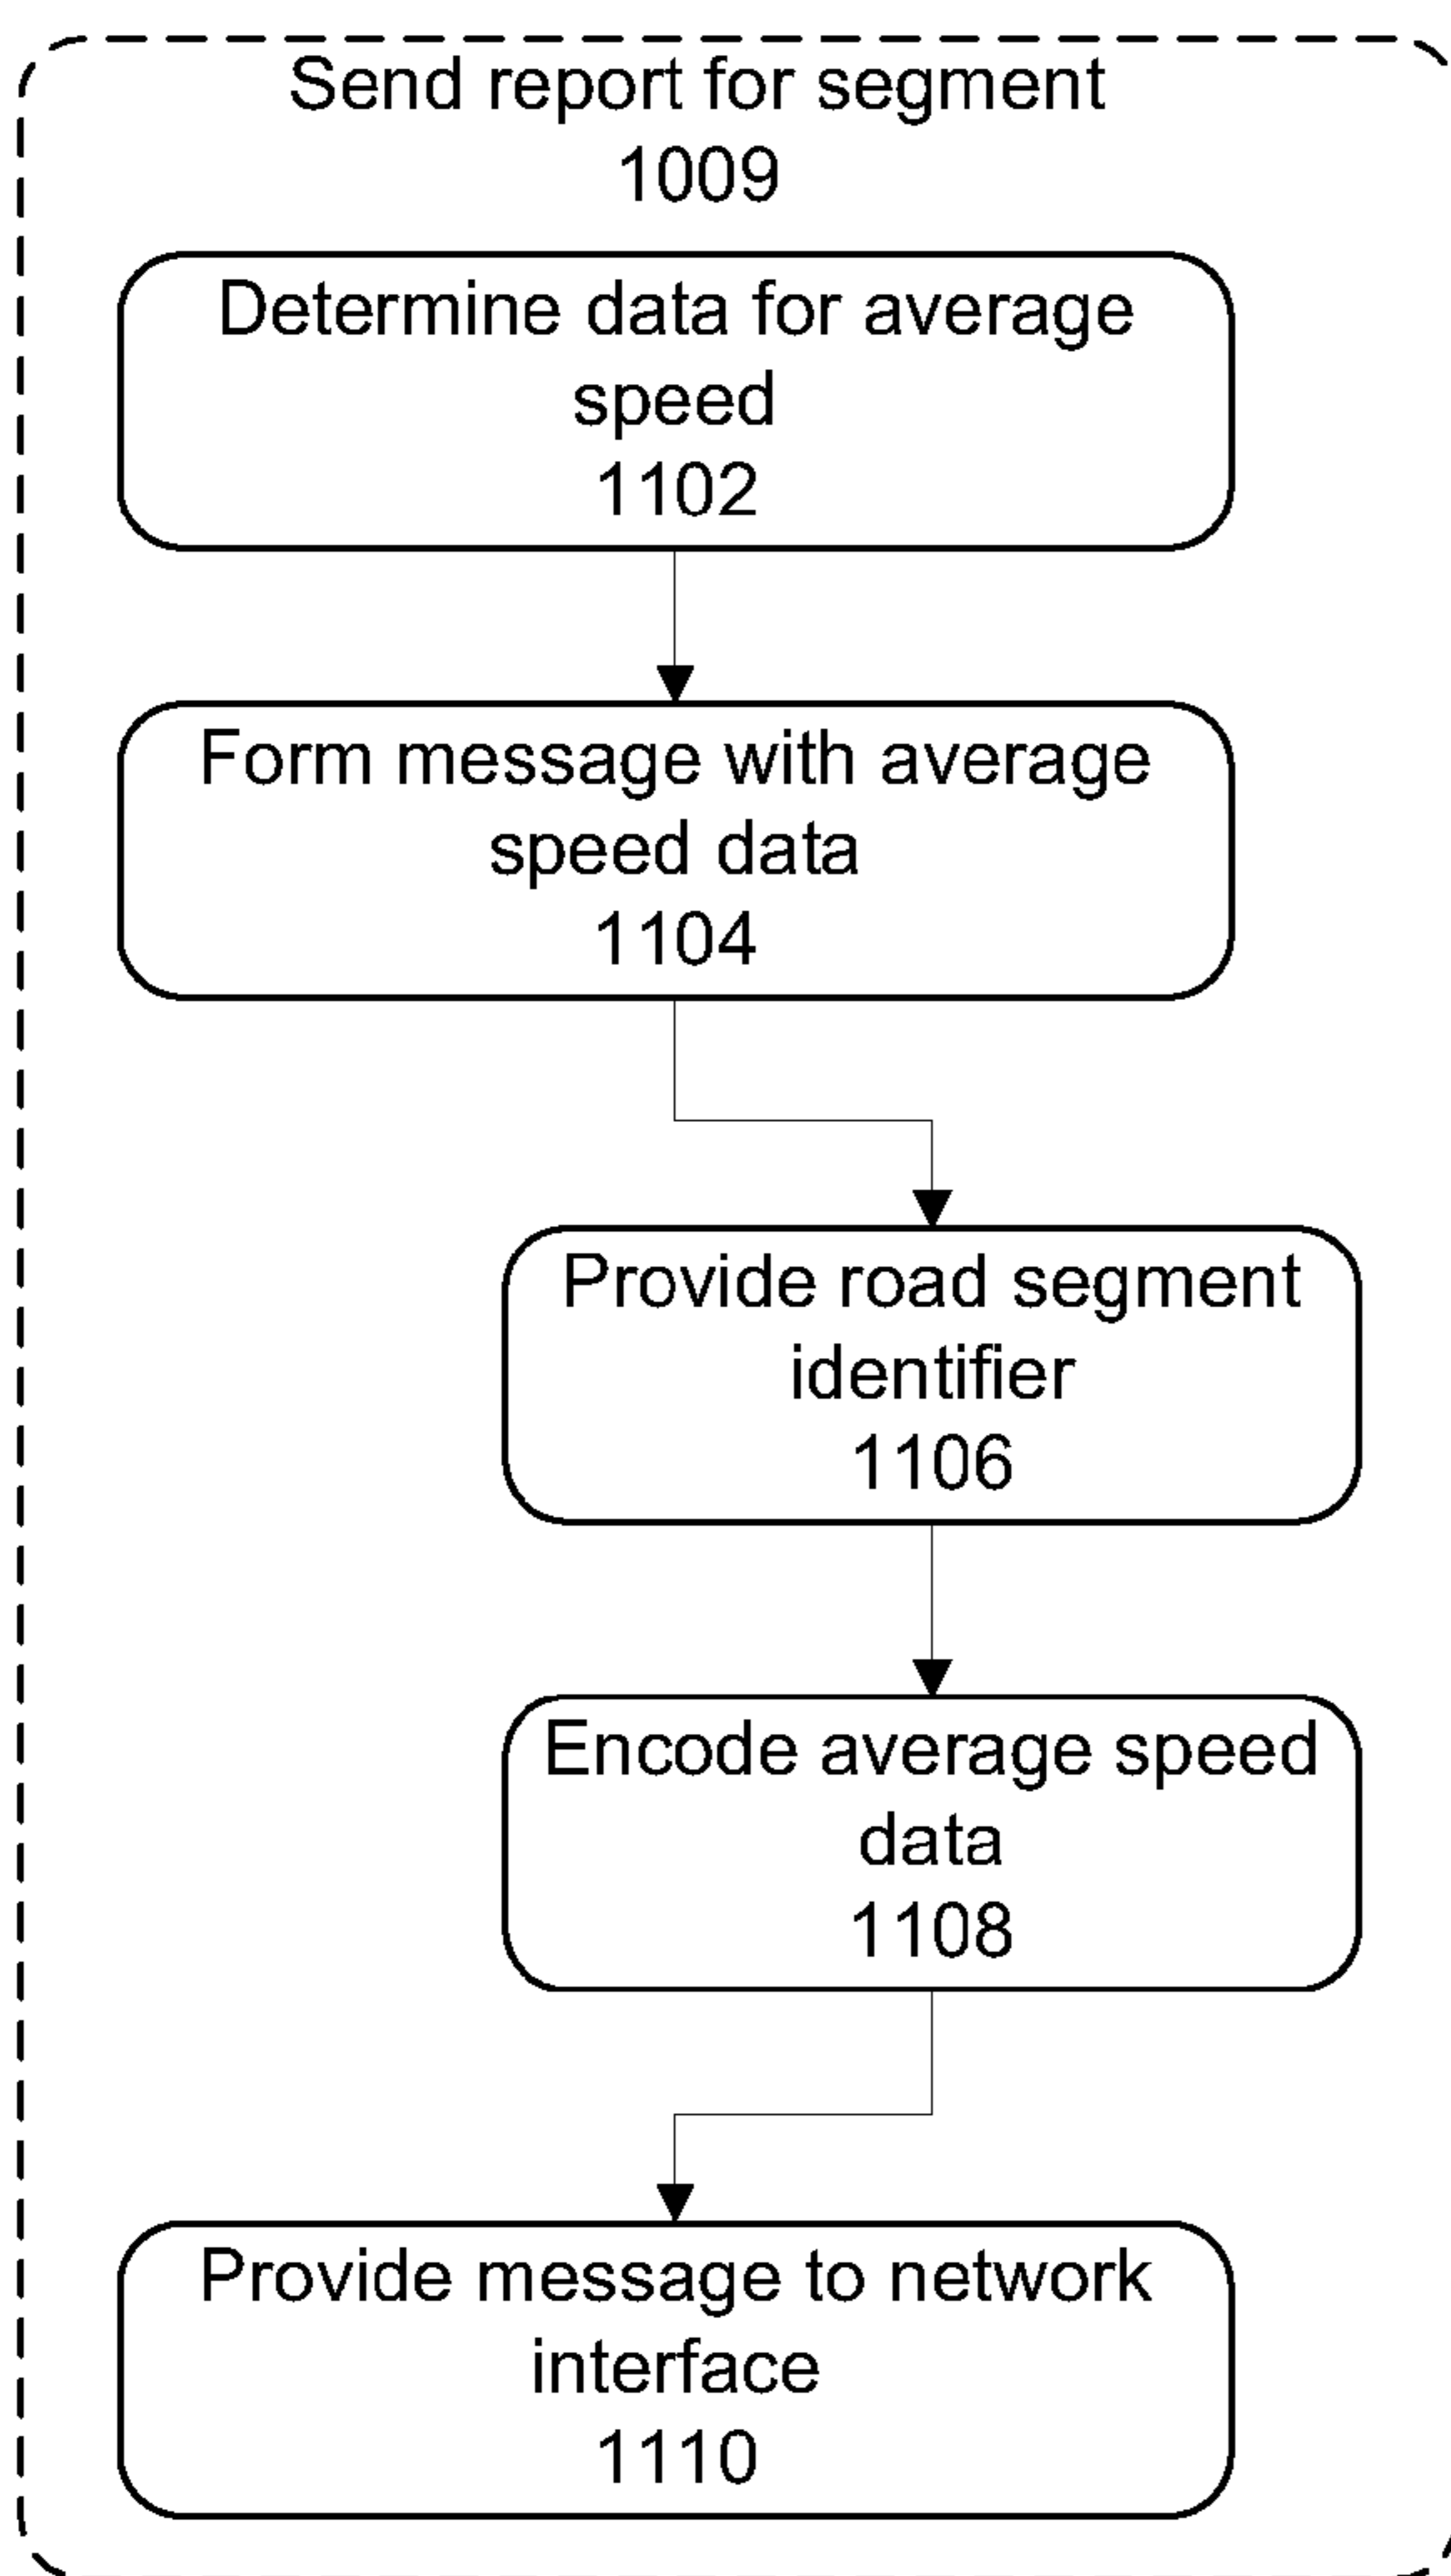 Send report for segment
1009
Determine data for average
speed
1102
Form message with average
speed data
1104
Provide road segment
identifier
1106
Encode average speed
data
1108
Provide message to network
interface
1110